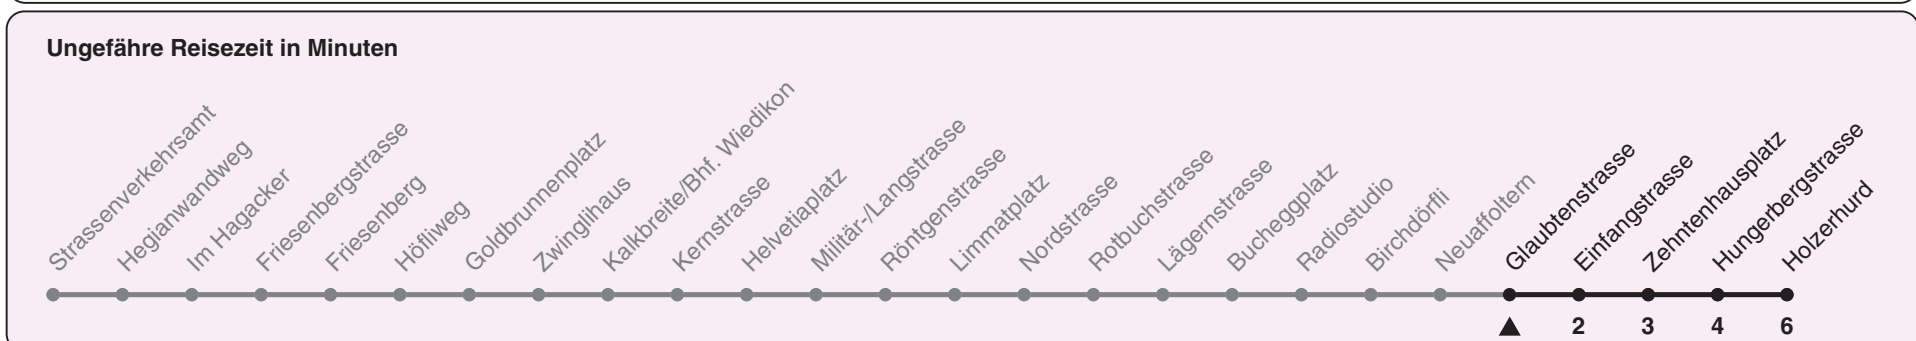 Ungefähre Reisezeit in Minuten
Strassenverkehrsamt
Hegianwandweg
Im Hagacker
Friesenbergstrasse
Friesenberg
Höfliweg
Goldbrunnenplatz
Zwinglihaus
Kalkbreite/Bhf. Wiedikon
Kernstrasse
Helvetiaplatz
Militär-/Langstrasse
Röntgenstrasse
Limmatplatz
Nordstrasse
Rotbuchstrasse
Lägernstrasse
Bucheggplatz
Radiostudio
Birchdörfli
Neuaffoltern
Glaubtenstrasse
Einfangstrasse
Zehntenhausplatz
Hungerbergstrasse
Holzerhurd
2 3 4 6